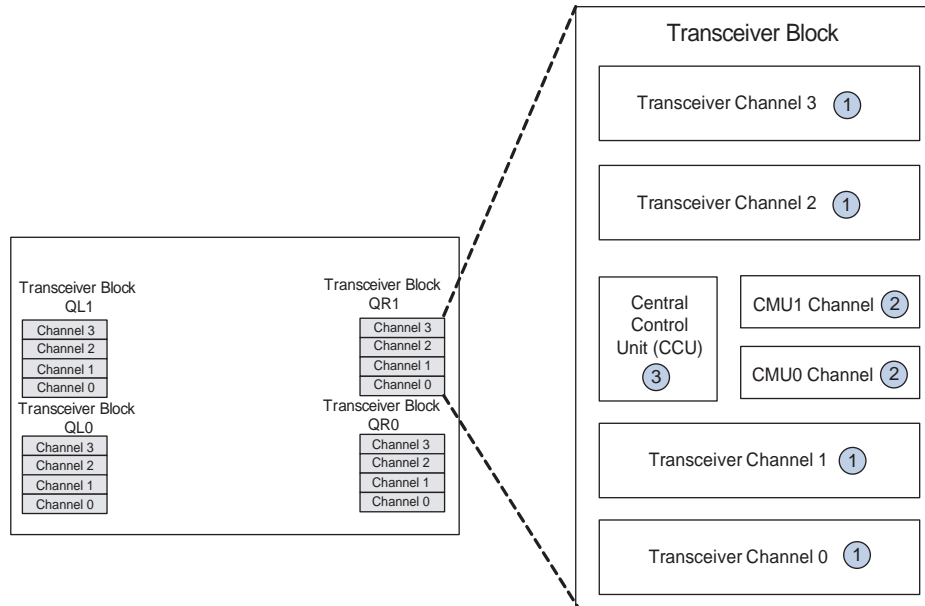 Transceiver Block
QL1
Channel 3
Channel 2
Channel 1
Channel 0
Transceiver Block
QL0
Channel 3
Channel 2
Channel 1
Channel 0
Transceiver Block
QR1
Channel 3
Channel 2
Channel 1
Channel 0
Transceiver Block
QR0
Channel 3
Channel 2
Channel 1
Channel 0
Transceiver Block
Transceiver Channel 3 1
Transceiver Channel 2 1
Central
Control
Unit (CCU)
3
CMU1 Channel 2
CMU0 Channel 2
Transceiver Channel 1 1
Transceiver Channel 0 1